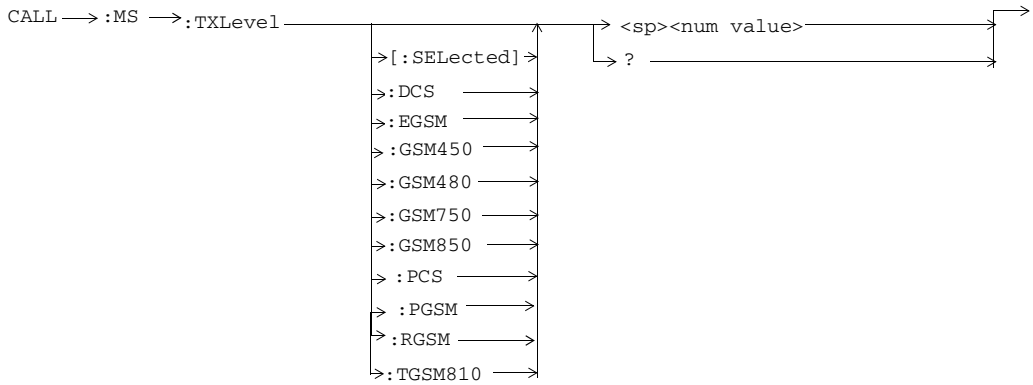 CALL :MS :TXLevel <sp><num value>
[:SELected] ?
:DCS
:EGSM
:GSM450
:GSM480
:GSM750
:GSM850
:PCS
:PGSM
:RGSM
:TGSM810